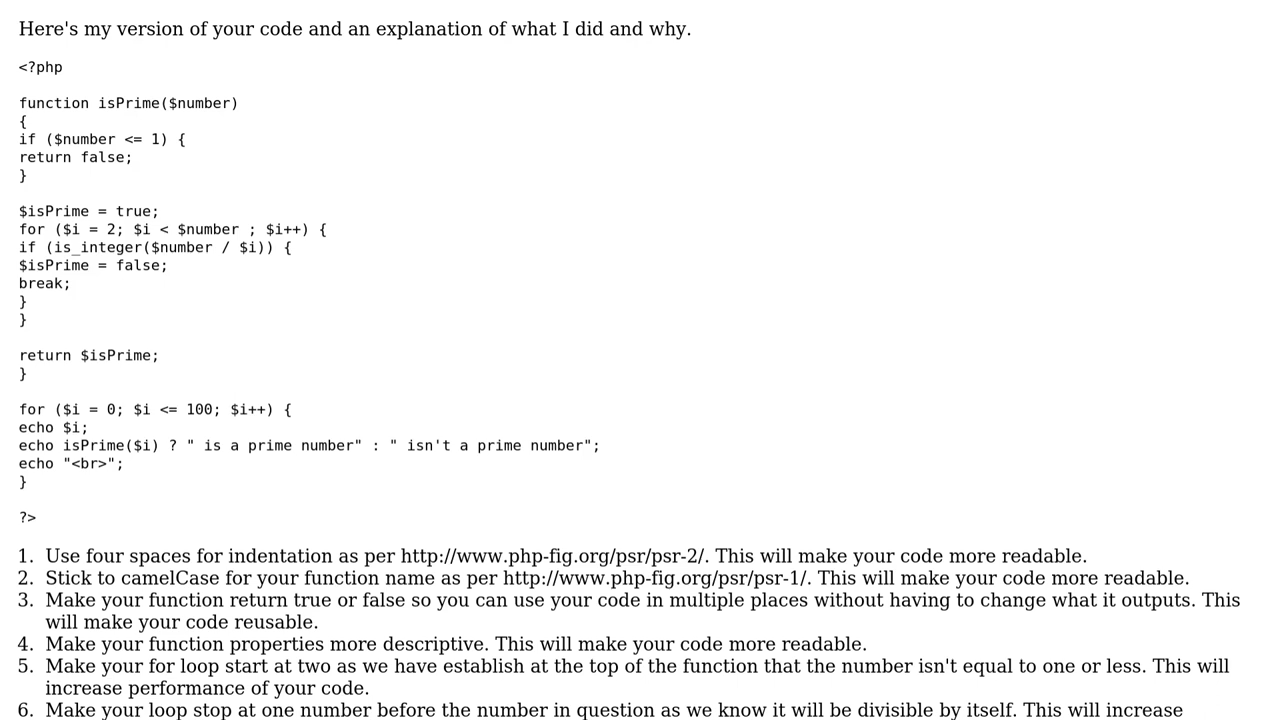 Here's my version of your code and an explanation of what I did and why.
<?php
function isPrime($number)
{
if ($number <= 1) {
return false;
}
$isPrime = true;
for ($i = 2; $i < $number ; $i++) {
if (is_integer($number / $i)) {
$isPrime = false;
break;
}
}
return $isPrime;
}
for ($i = 0; $i <= 100; $i++) {
echo $i;
echo isPrime($i) ? " is a prime number" : " isn't a prime number";
echo "<br>";
}
?>
1. Use four spaces for indentation as per http://www.php-fig.org/psr/psr-2/. This will make your code more readable.
2. Stick to camelCase for your function name as per http://www.php-fig.org/psr/psr-1/. This will make your code more readable.
3. Make your function return true or false so you can use your code in multiple places without having to change what it outputs. This
will make your code reusable.
4. Make your function properties more descriptive. This will make your code more readable.
5. Make your for loop start at two as we have establish at the top of the function that the number isn't equal to one or less. This will
increase performance of your code.
6. Make your loop stop at one number before the number in question as we know it will be divisible by itself. This will increase